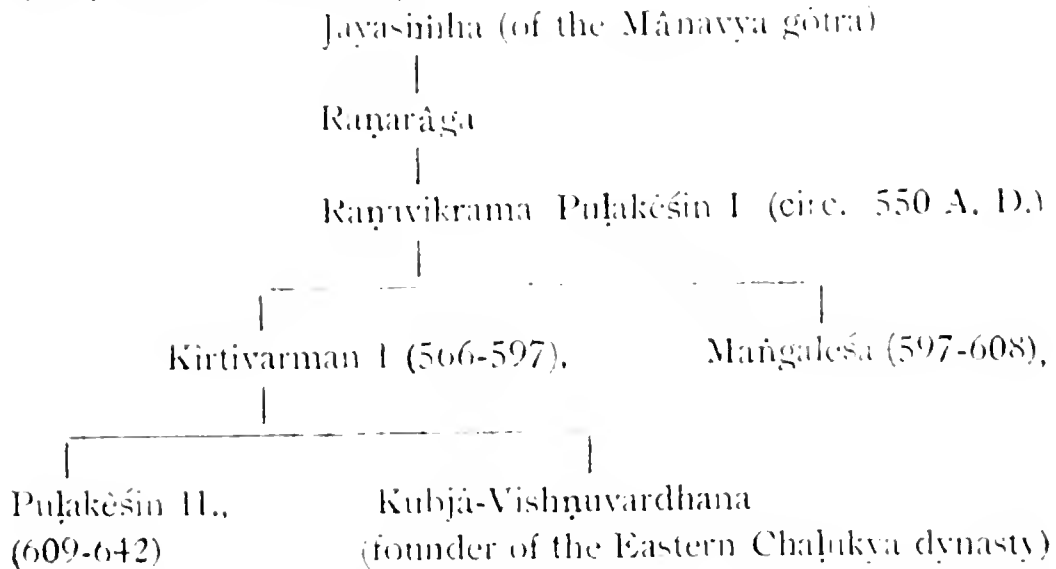 Jayasiṁha (of the Mânavya gôtra)
Raṇarâga
Raṇavikrama Puḷakêśin I (circ. 550 A. D.)
Kirtivarman I (566-597), Maṅgaleśa (597-608),
Puḷakêśin II., Kubjâ-Vishṇuvardhana
(609-642) (founder of the Eastern Chaḷukya dynasty)